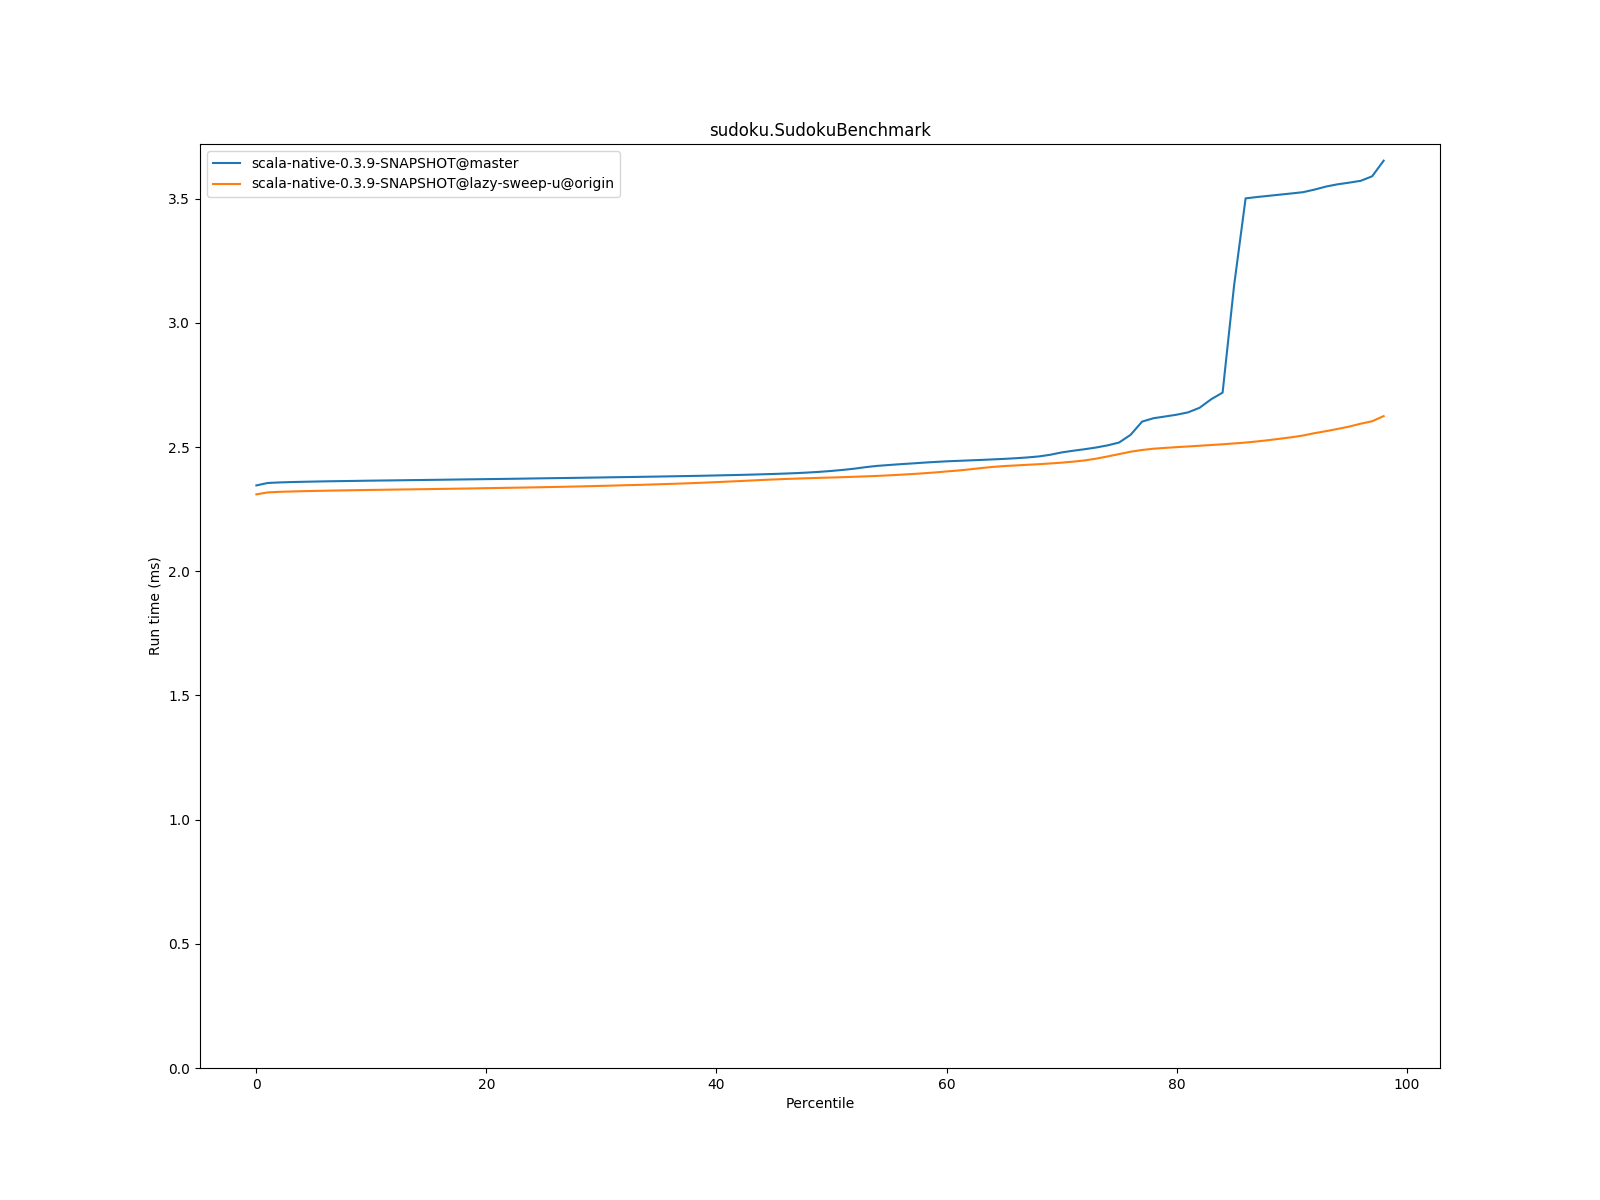 sudoku.SudokuBenchmark
scala-native-0.3.9-SNAPSHOT@master
scala-native-0.3.9-SNAPSHOT@lazy-sweep-u@origin
3.5
3.0
2.5
2.0
1.5
1.0
0.5
0.0
Run time (ms)
0 20 40 60 80 100
Percentile